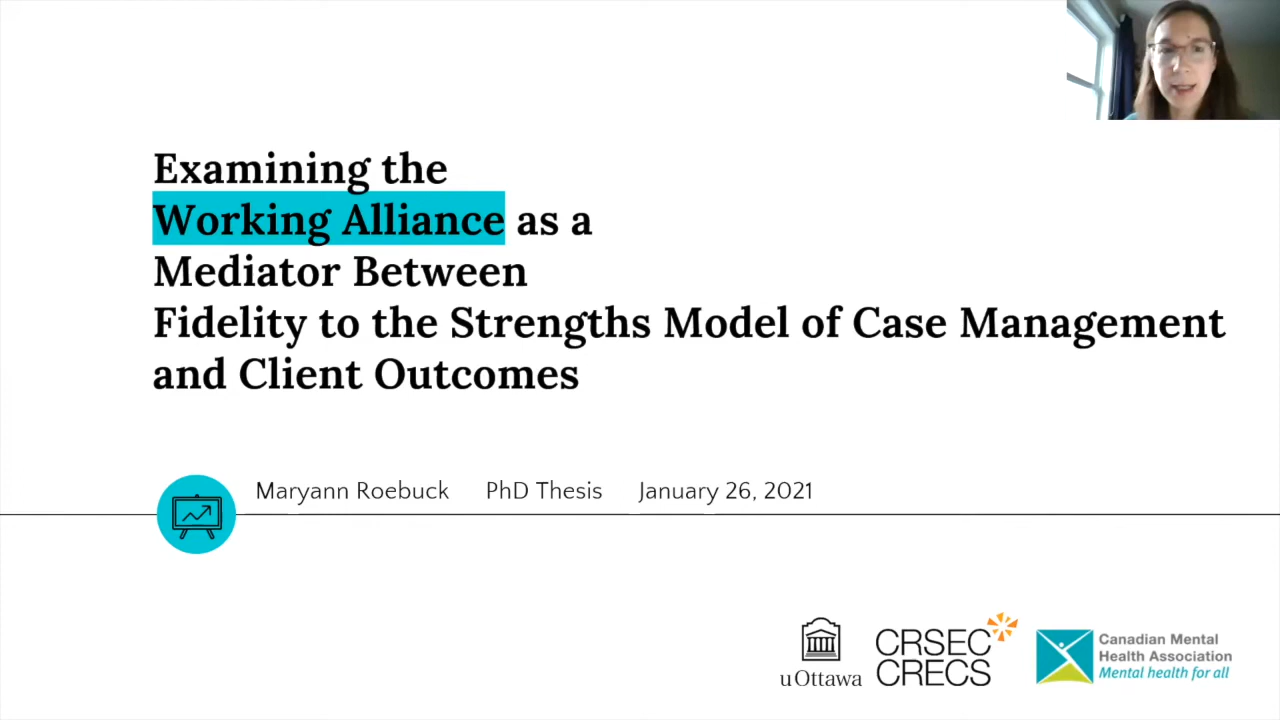 Examining the
Working Alliance as a
Mediator Between
Fidelity to the Strengths Model of Case Management
and Client Outcomes
Maryann Roebuck PhD Thesis January 26, 2021
uOttawa
CRSEC
CRECS
Canadian Mental
Health Association
Mental health for all